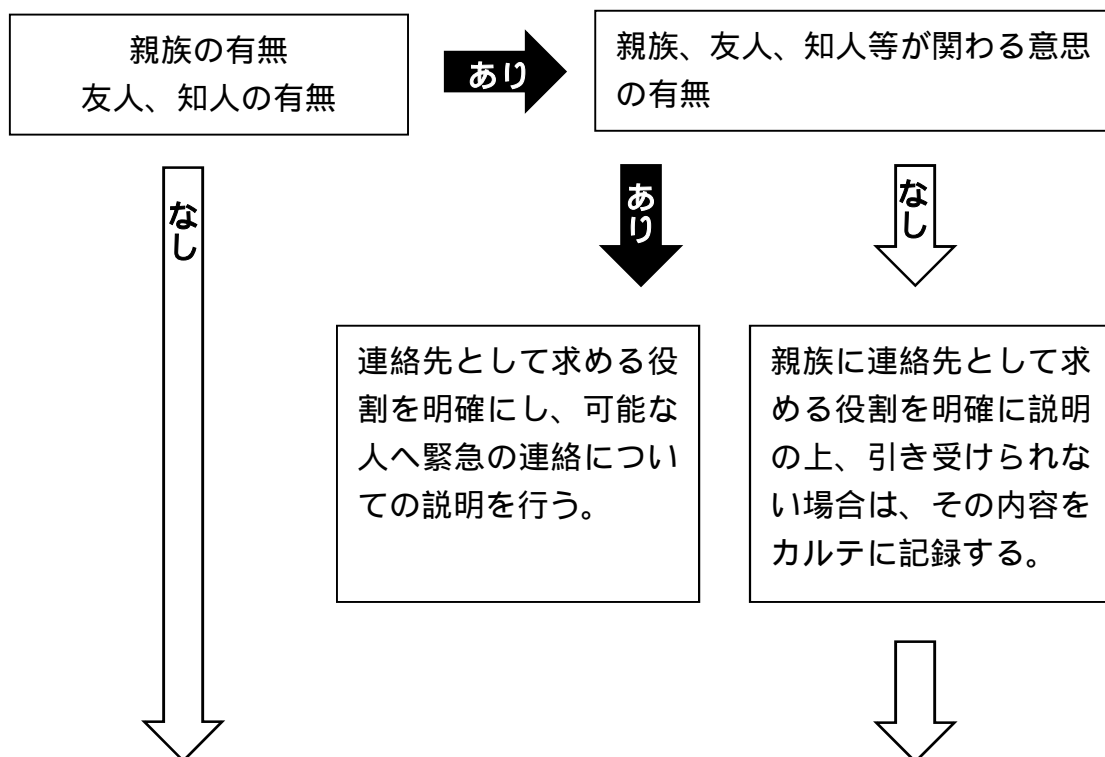 親族の有無
友人、知人の有無
あり
親族、友人、知人等が関わる意思
の有無
なし
あり
なし
連絡先として求める役
割を明確にし、可能な
人へ緊急の連絡につい
ての説明を行う。
親族に連絡先として求
める役割を明確に説明
の上、引き受けられな
い場合は、その内容を
カルテに記録する。